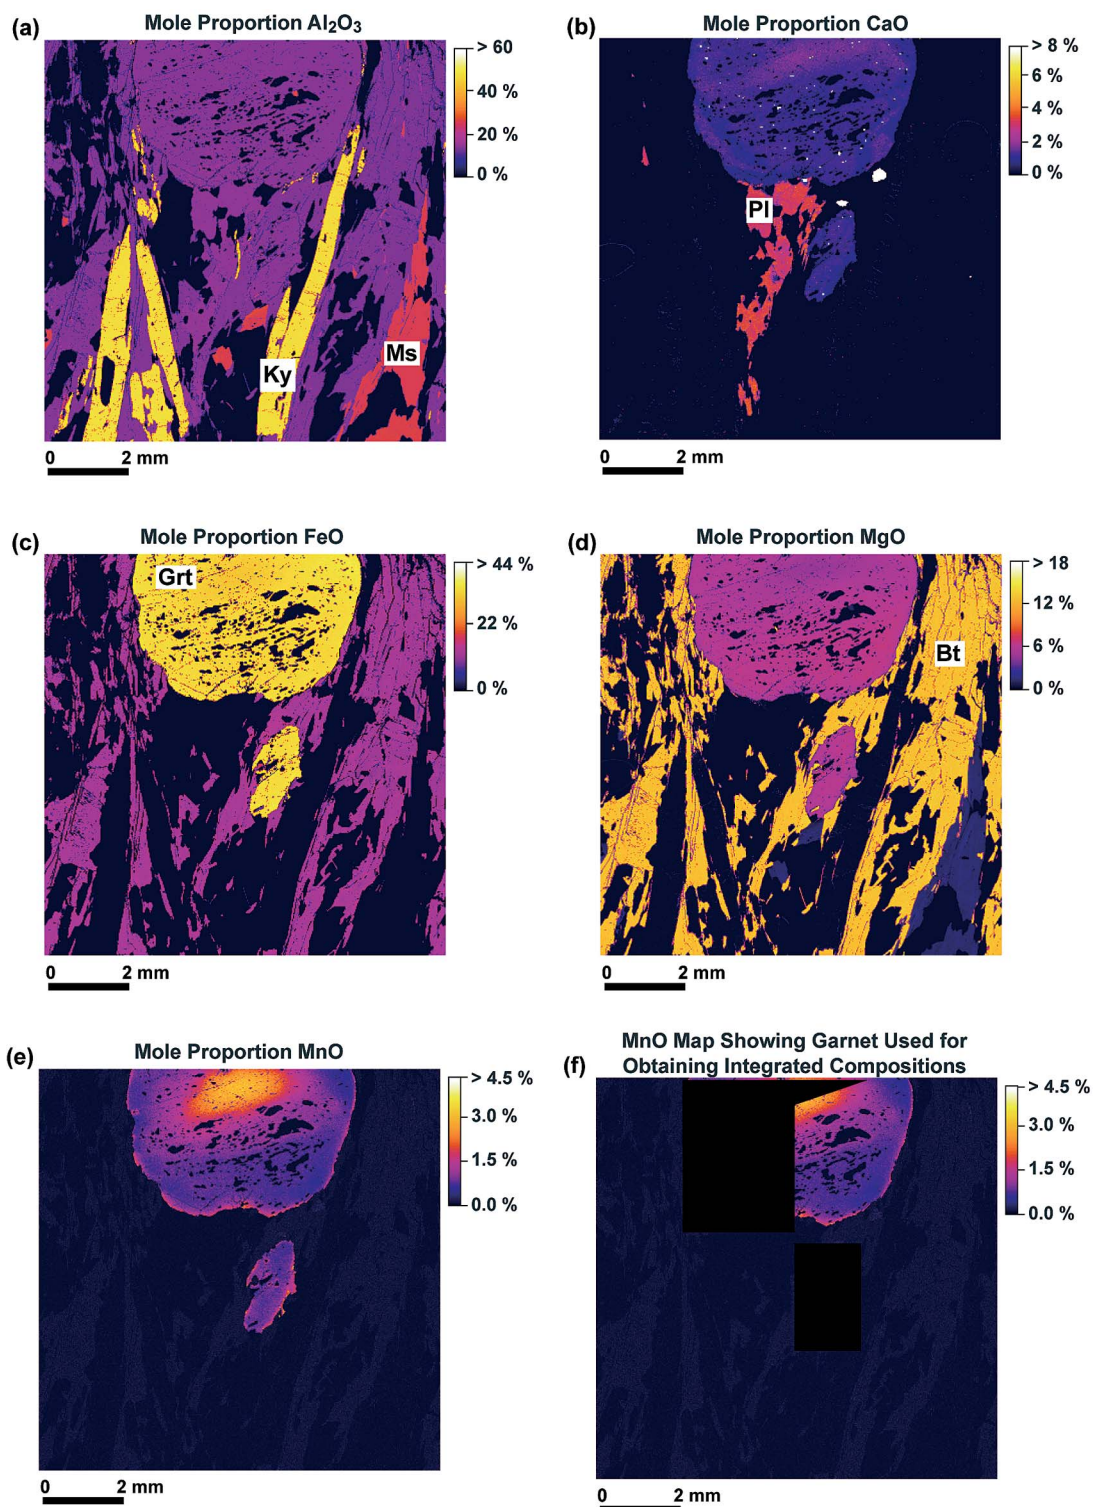 (a) Mole Proportion Al₂O₃
> 60
40 %
20 %
0 %
Ms
Ky
0 2 mm
(b) Mole Proportion CaO
> 8 %
6 %
4 %
2 %
0 %
Pl
0 2 mm
(c) Mole Proportion FeO
> 44 %
22 %
0 %
Grt
0 2 mm
(d) Mole Proportion MgO
> 18
12 %
6 %
0 %
Bt
0 2 mm
(e) Mole Proportion MnO
> 4.5 %
3.0 %
1.5 %
0.0 %
0 2 mm
(f) MnO Map Showing Garnet Used for
Obtaining Integrated Compositions
> 4.5 %
3.0 %
1.5 %
0.0 %
0 2 mm